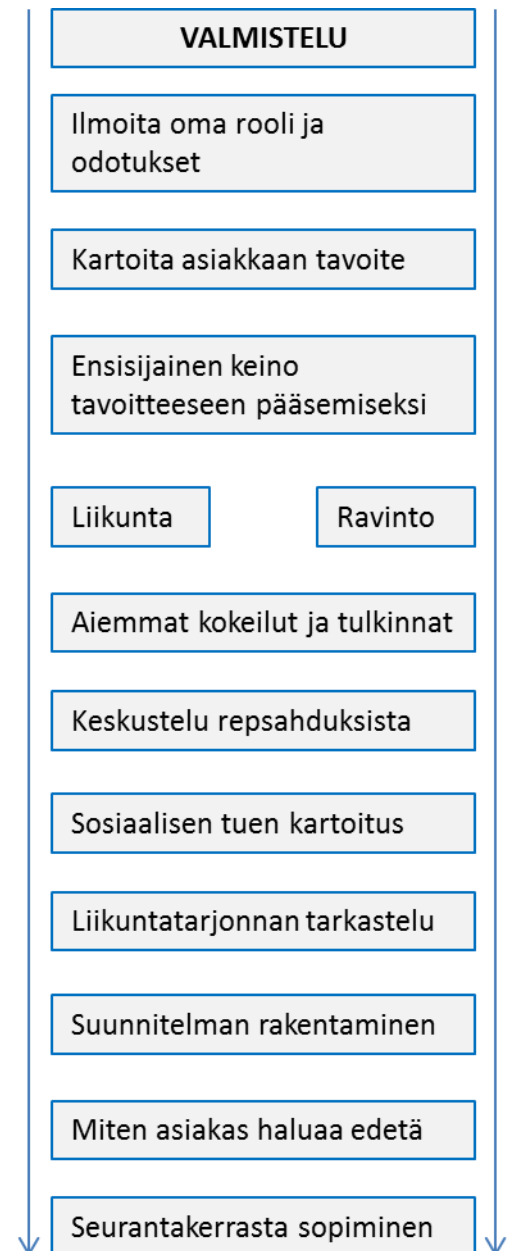 VALMISTELU
Ilmoita oma rooli ja
odotukset
Kartoita asiakkaan tavoite
Ensisijainen keino
tavoitteeseen pääsemiseksi
Liikunta
Ravinto
Aiemmat kokeilut ja tulkinnat
Keskustelu repsahduksista
Sosiaalisen tuen kartoitus
Liikuntatarjonnan tarkastelu
Suunnitelman rakentaminen
Miten asiakas haluaa edetä
Seurantakerrasta sopiminen